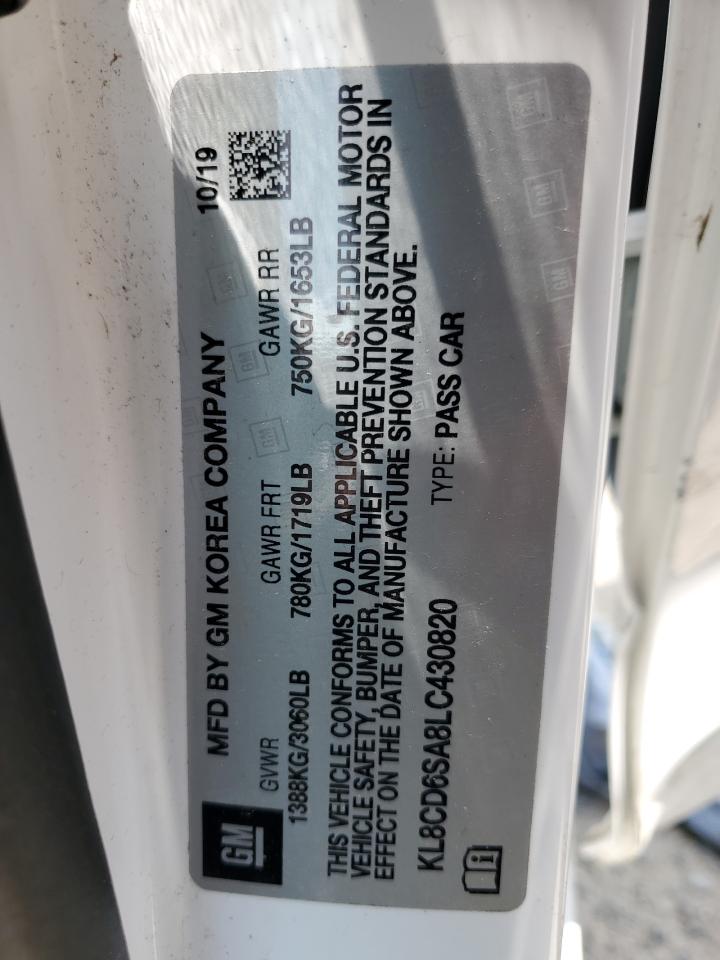 MFD BY GM KOREA COMPANY 10/19
GM
GVWR GAWR FRT GAWR RR
1388KG/3060LB 780KG/1719LB 750KG/1653LB
THIS VEHICLE CONFORMS TO ALL APPLICABLE U.S. FEDERAL MOTOR
VEHICLE SAFETY, BUMPER, AND THEFT PREVENTION STANDARDS IN
EFFECT ON THE DATE OF MANUFACTURE SHOWN ABOVE.
KL8CD6SA8LC430820 TYPE: PASS CAR